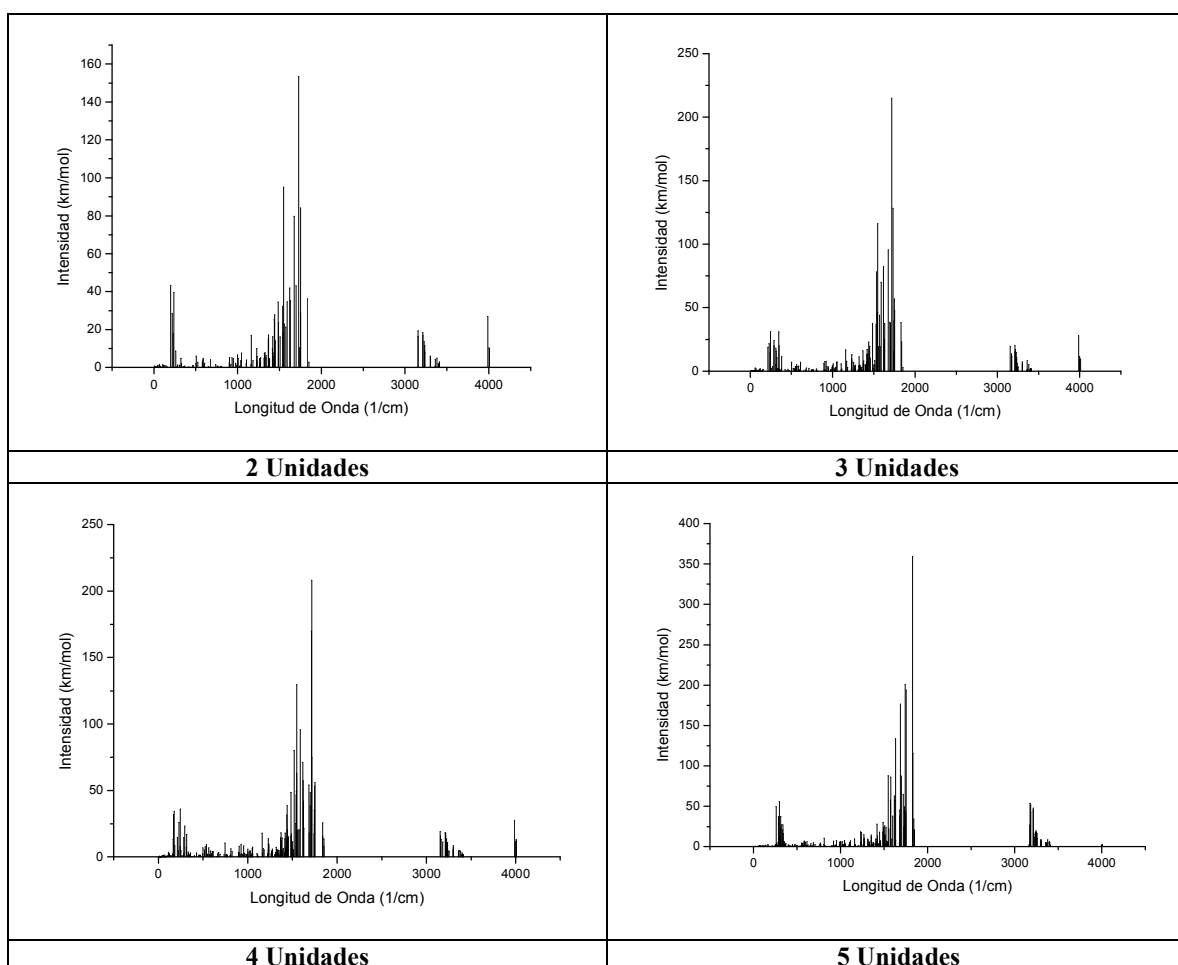 160
140
120
100
80
60
40
20
0
Intensidad (km/mol)
0 1000 2000 3000 4000
Longitud de Onda (1/cm)
250
200
150
100
50
0
Intensidad (km/mol)
0 1000 2000 3000 4000
Longitud de Onda (1/cm)
2 Unidades
3 Unidades
250
200
150
100
50
0
Intensidad (km/mol)
0 1000 2000 3000 4000
Longitud de Onda (1/cm)
400
350
300
250
200
150
100
50
0
Intensidad (km/mol)
0 1000 2000 3000 4000
Longitud de Onda (1/cm)
4 Unidades
5 Unidades